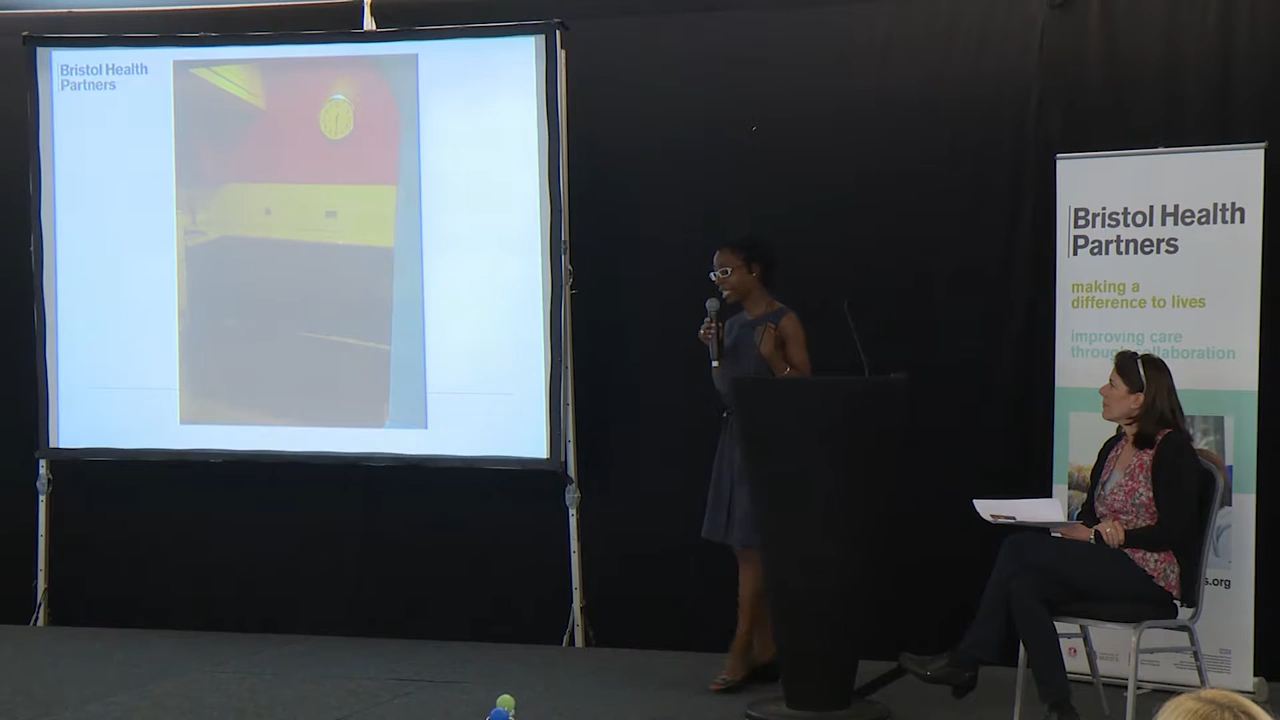 Bristol Health
Partners
Bristol Health
Partners
making a
difference to lives
improving care
through collaboration
s.org